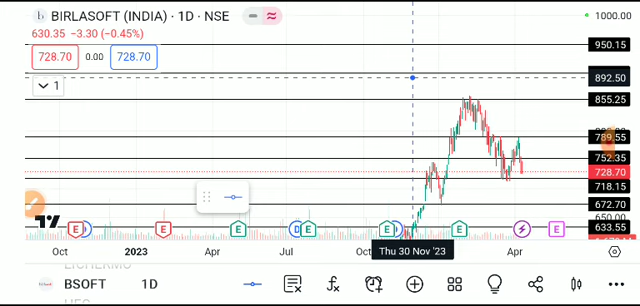 BIRLASOFT (INDIA) · 1D · NSE
630.35 −3.30 (−0.45%)
728.70 0.00 728.70
1
1000.00
950.15
892.50
855.25
789.55
752.35
728.70
718.15
672.70
650.00
633.55
E D E E D E E D E E
Oct 2023 Apr Jul Oct Thu 30 Nov '23 Apr
BSOFT 1D